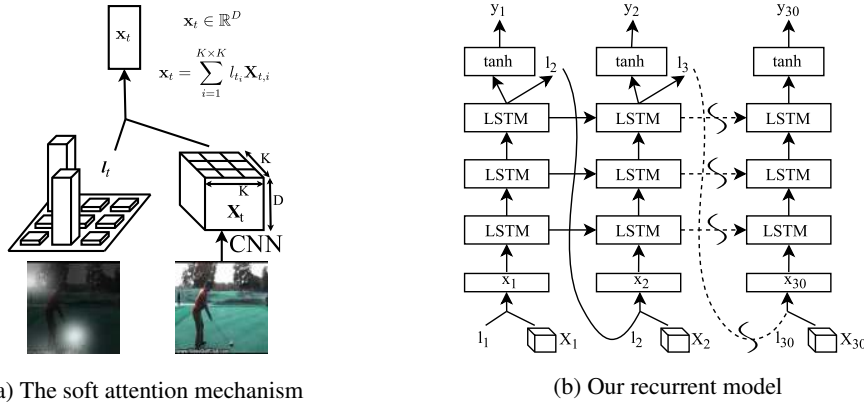 x_t
x_t ∈ ℝ^D
x_t = ∑_{i=1}^{K×K} l_{t_i} X_{t,i}
l_t
K
K
D
X_t
CNN
a) The soft attention mechanism
y_1 y_2 y_30
tanh l_2 tanh l_3 tanh
LSTM LSTM LSTM
LSTM LSTM LSTM
LSTM LSTM LSTM
x_1 x_2 x_30
l_1 X_1 l_2 X_2 l_30 X_30
(b) Our recurrent model